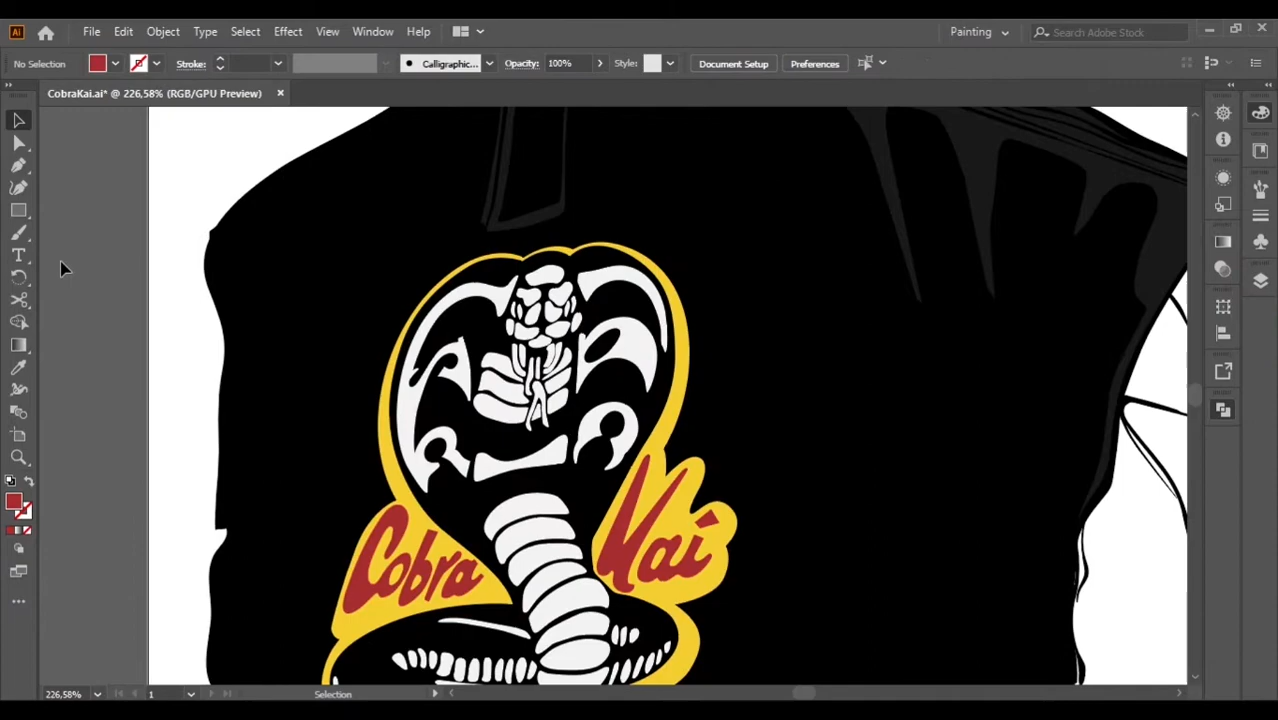 Ai File Edit Object Type Select Effect View Window Help Painting Search Adobe Stock
No Selection Stroke: Calligraphic... Opacity: 100% Style: Document Setup Preferences
CobraKai.ai* @ 226,58% (RGB/GPU Preview)
T
Kai
Cobra
226,58% 1 Selection